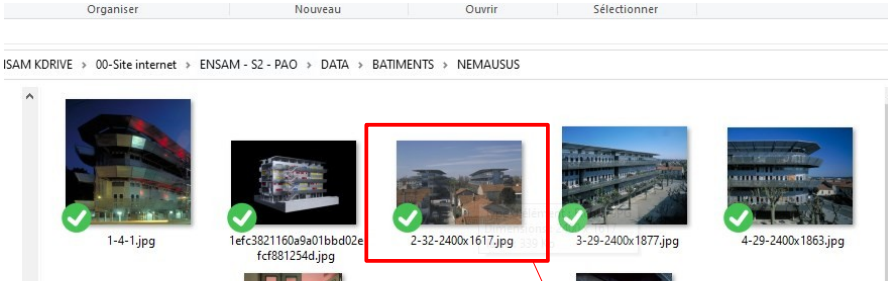 Organiser Nouveau Ouvrir Sélectionner
NSAM KDRIVE > 00-Site internet > ENSAM - S2 - PAO > DATA > BATIMENTS > NEMAUSUS
1-4-1.jpg
1efc3821160a9a01bbd02e
fcf881254d.jpg
2-32-2400x1617.jpg
3-29-2400x1877.jpg
4-29-2400x1863.jpg